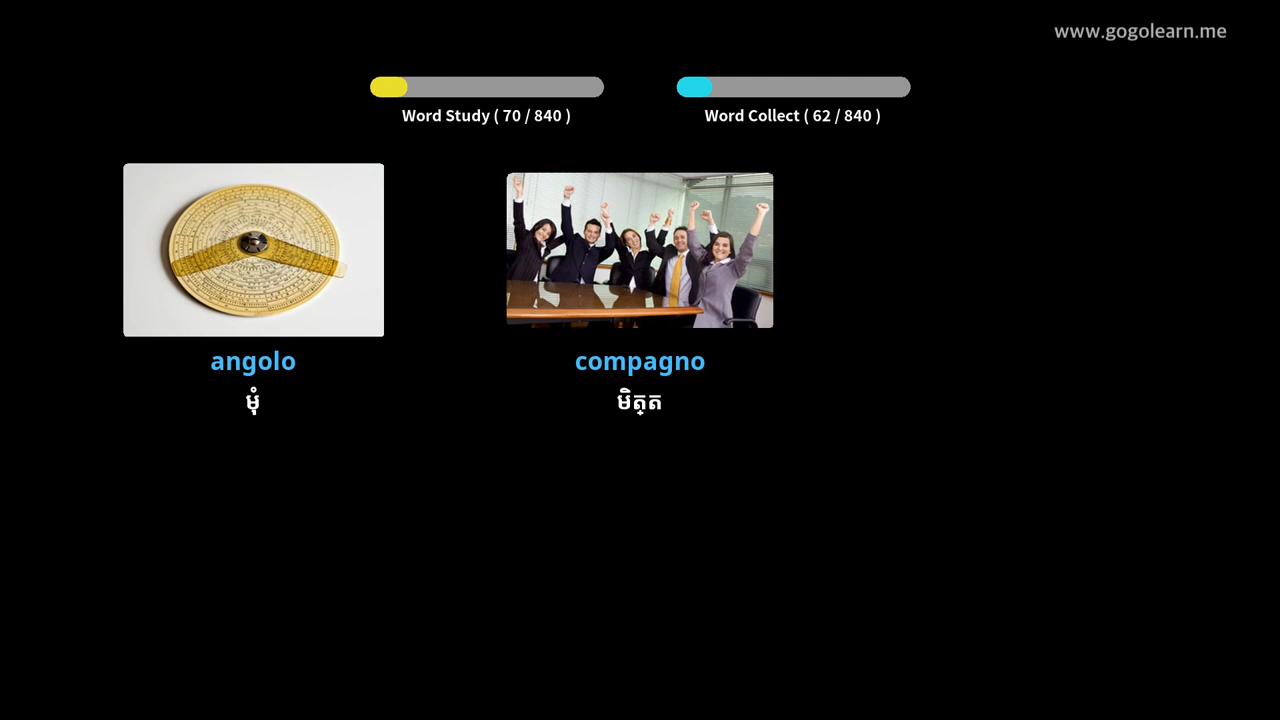 www.gogolearn.me
Word Study ( 70 / 840 )
Word Collect ( 62 / 840 )
angolo
compagno
មុំ
មិត្ត